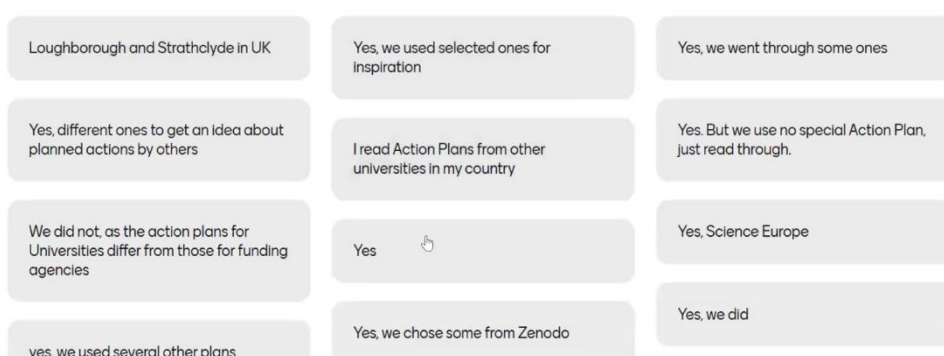 Loughborough and Strathclyde in UK
Yes, different ones to get an idea about
planned actions by others
We did not, as the action plans for
Universities differ from those for funding
agencies
yes, we used several other plans
Yes, we used selected ones for
inspiration
I read Action Plans from other
universities in my country
Yes
Yes, we chose some from Zenodo
Yes, we went through some ones
Yes. But we use no special Action Plan,
just read through.
Yes, Science Europe
Yes, we did